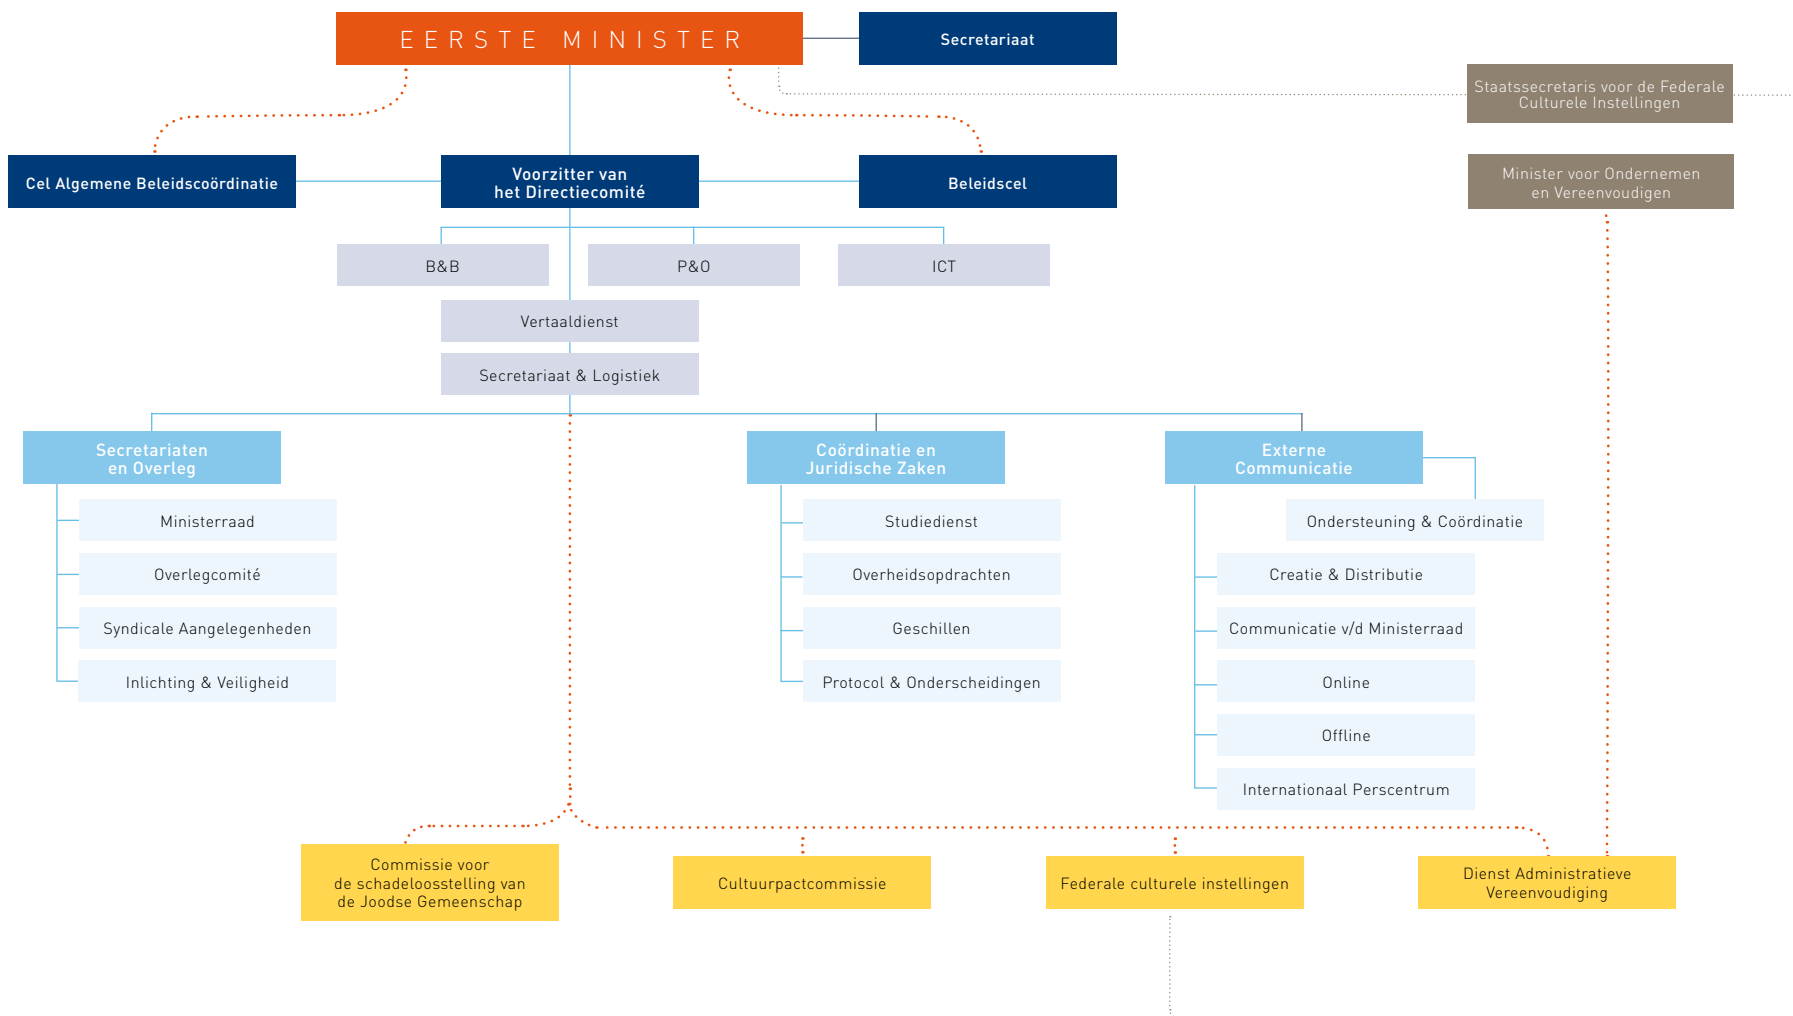 EERSTE MINISTER
Secretariaat
Staatssecretaris voor de Federale
Culturele Instellingen
Cel Algemene Beleidscoördinatie
Voorzitter van
het Directiecomité
Beleidscel
Minister voor Ondernemen
en Vereenvoudigen
B&B
P&O
ICT
Vertaaldienst
Secretariaat & Logistiek
Secretariaten
en Overleg
Ministerraad
Overlegcomité
Syndicale Aangelegenheden
Inlichting & Veiligheid
Coördinatie en
Juridische Zaken
Studiedienst
Overheidsopdrachten
Geschillen
Protocol & Onderscheidingen
Externe
Communicatie
Ondersteuning & Coördinatie
Creatie & Distributie
Communicatie v/d Ministerraad
Online
Offline
Internationaal Perscentrum
Commissie voor
de schadeloosstelling van
de Joodse Gemeenschap
Cultuurpactcommissie
Federale culturele instellingen
Dienst Administratieve
Vereenvoudiging